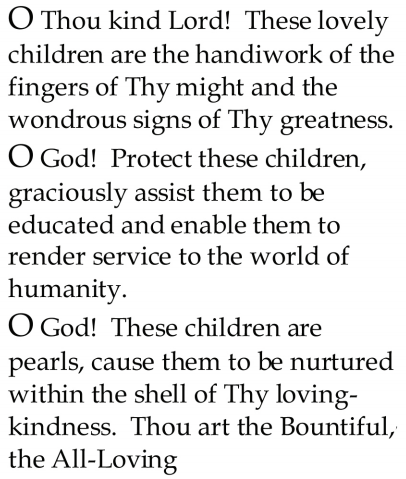 O Thou kind Lord!  These lovely
children are the handiwork of the
fingers of Thy might and the
wondrous signs of Thy greatness.
O God!  Protect these children,
graciously assist them to be
educated and enable them to
render service to the world of
humanity.
O God!  These children are
pearls, cause them to be nurtured
within the shell of Thy loving-
kindness.  Thou art the Bountiful,
the All-Loving